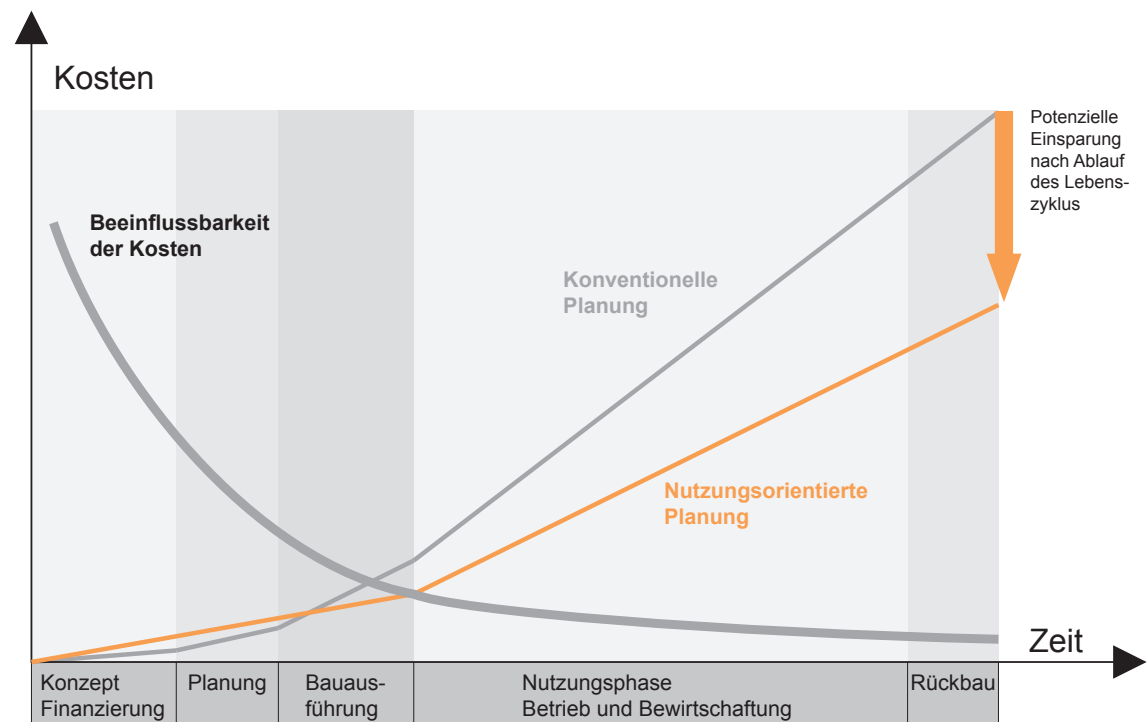 Kosten
Potenzielle
Einsparung
nach Ablauf
des Lebens-
zyklus
Beeinflussbarkeit
der Kosten
Konventionelle
Planung
Nutzungsorientierte
Planung
Zeit
Konzept
Finanzierung
Planung
Bauaus-
führung
Nutzungsphase
Betrieb und Bewirtschaftung
Rückbau